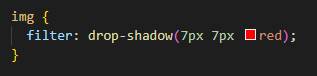 img {
  filter: drop-shadow(7px 7px red);
}